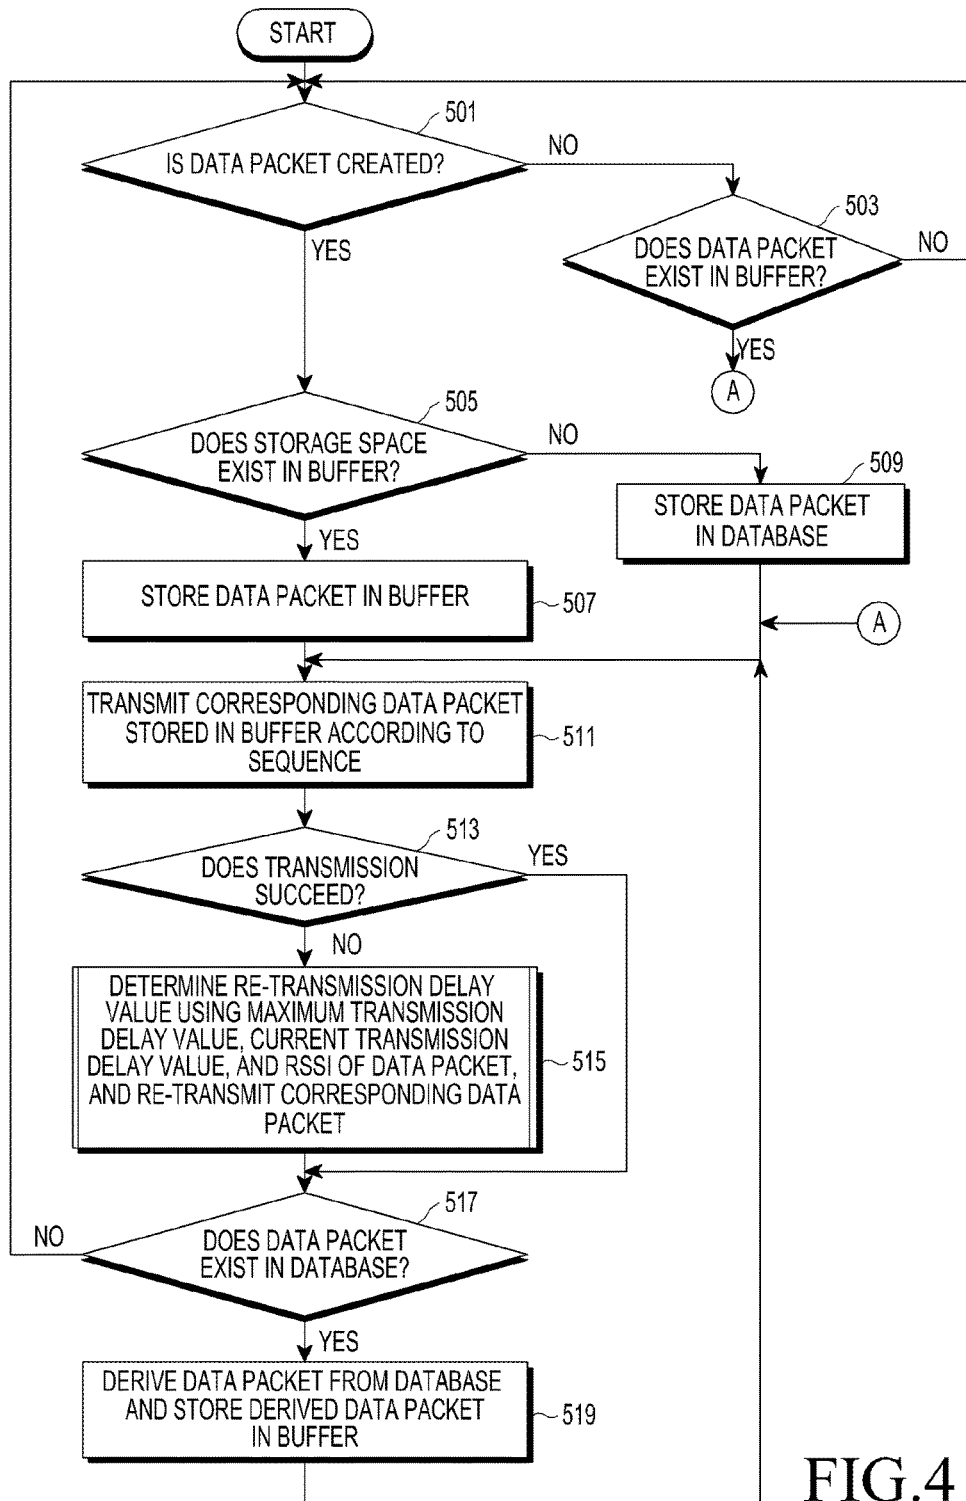 START
501
IS DATA PACKET CREATED?
NO
YES
503
DOES DATA PACKET
EXIST IN BUFFER?
NO
YES
A
505
DOES STORAGE SPACE
EXIST IN BUFFER?
NO
YES
509
STORE DATA PACKET
IN DATABASE
STORE DATA PACKET IN BUFFER
507
A
TRANSMIT CORRESPONDING DATA PACKET
STORED IN BUFFER ACCORDING TO
SEQUENCE
511
513
DOES TRANSMISSION
SUCCEED?
YES
NO
DETERMINE RE-TRANSMISSION DELAY
VALUE USING MAXIMUM TRANSMISSION
DELAY VALUE, CURRENT TRANSMISSION
DELAY VALUE, AND RSSI OF DATA PACKET,
AND RE-TRANSMIT CORRESPONDING DATA
PACKET
515
517
NO
DOES DATA PACKET
EXIST IN DATABASE?
YES
DERIVE DATA PACKET FROM DATABASE
AND STORE DERIVED DATA PACKET
IN BUFFER
519
FIG.4